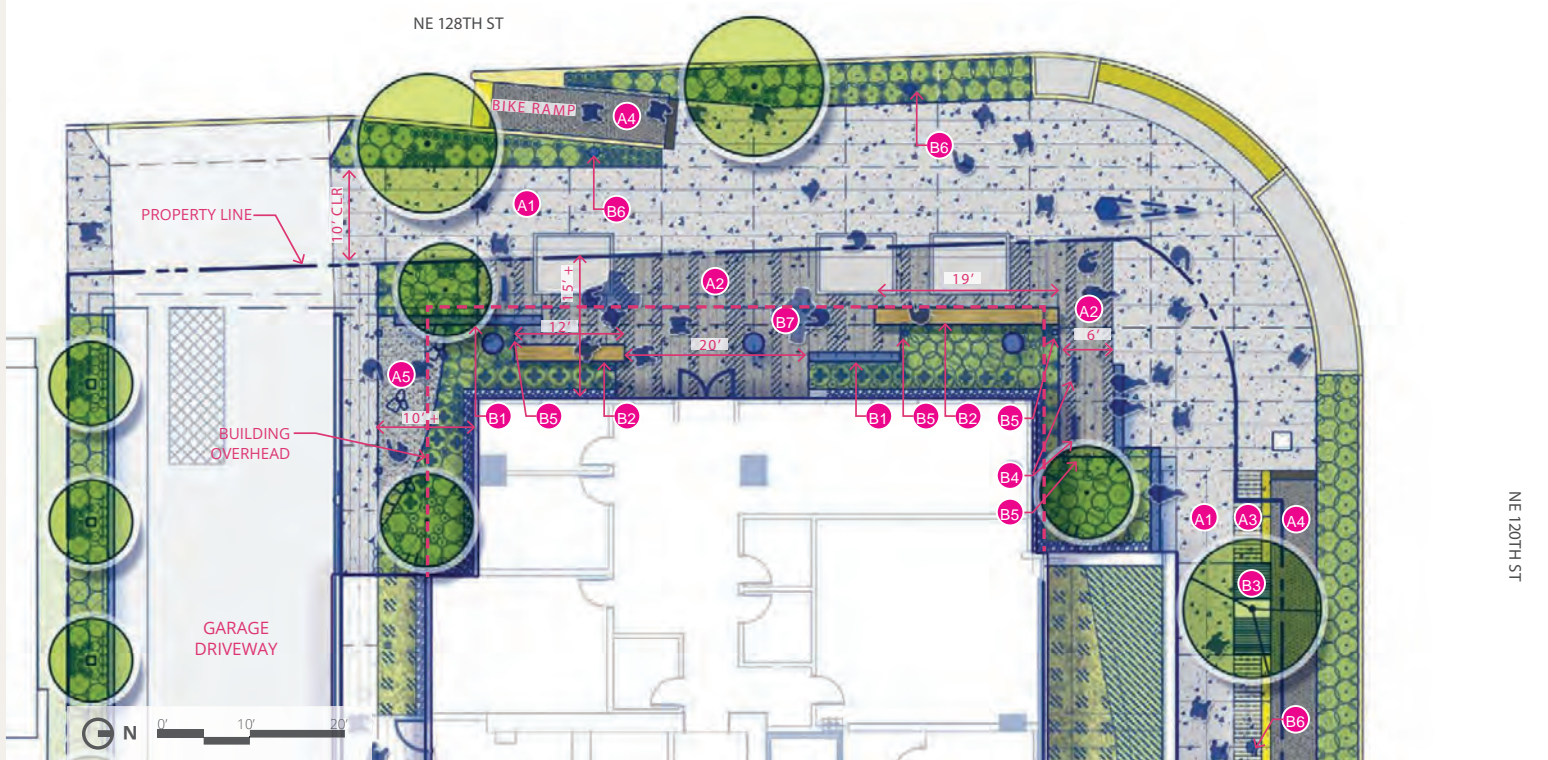 NE 128TH ST
BIKE RAMP
A4
B6
PROPERTY LINE
10' CLR
A1
B6
A2
15' +
19'
A2
B7
12'
20'
6'
A5
10' +
B1
B5
B2
B1
B5
B2
B5
BUILDING
OVERHEAD
B4
B5
A1
A3
A4
NE 120TH ST
B3
GARAGE
DRIVEWAY
B6
N
0'
10'
20'